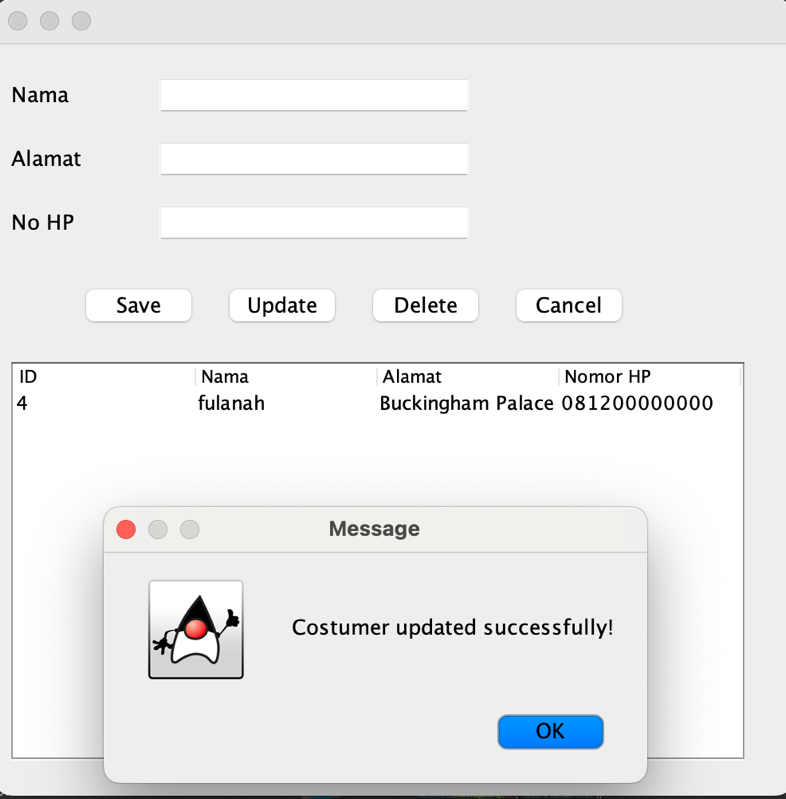 Nama
Alamat
No HP
Save Update Delete Cancel
ID Nama Alamat Nomor HP
4 fulanah Buckingham Palace 081200000000
Message
Costumer updated successfully!
OK